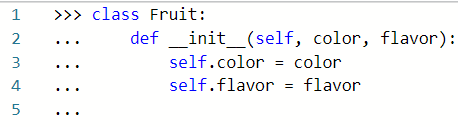 1 >>> class Fruit:
2 ...     def __init__(self, color, flavor):
3 ...         self.color = color
4 ...         self.flavor = flavor
5 ...